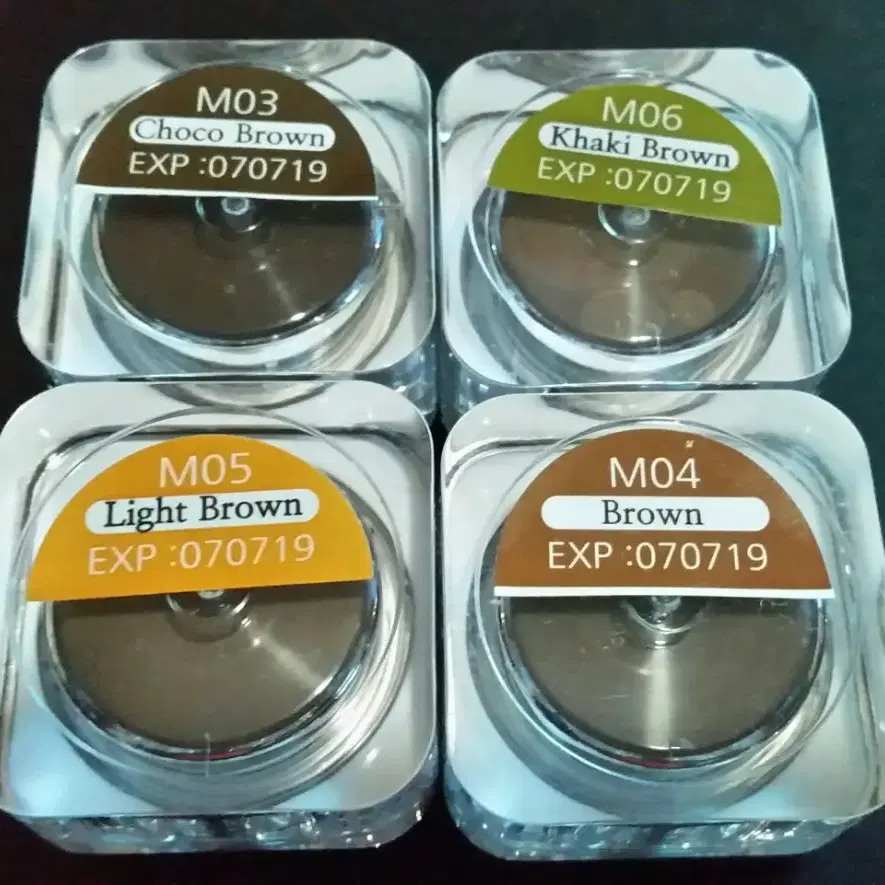 M03
Choco Brown
EXP :070719
M06
Khaki Brown
EXP :070719
M05
Light Brown
EXP :070719
M04
Brown
EXP :070719